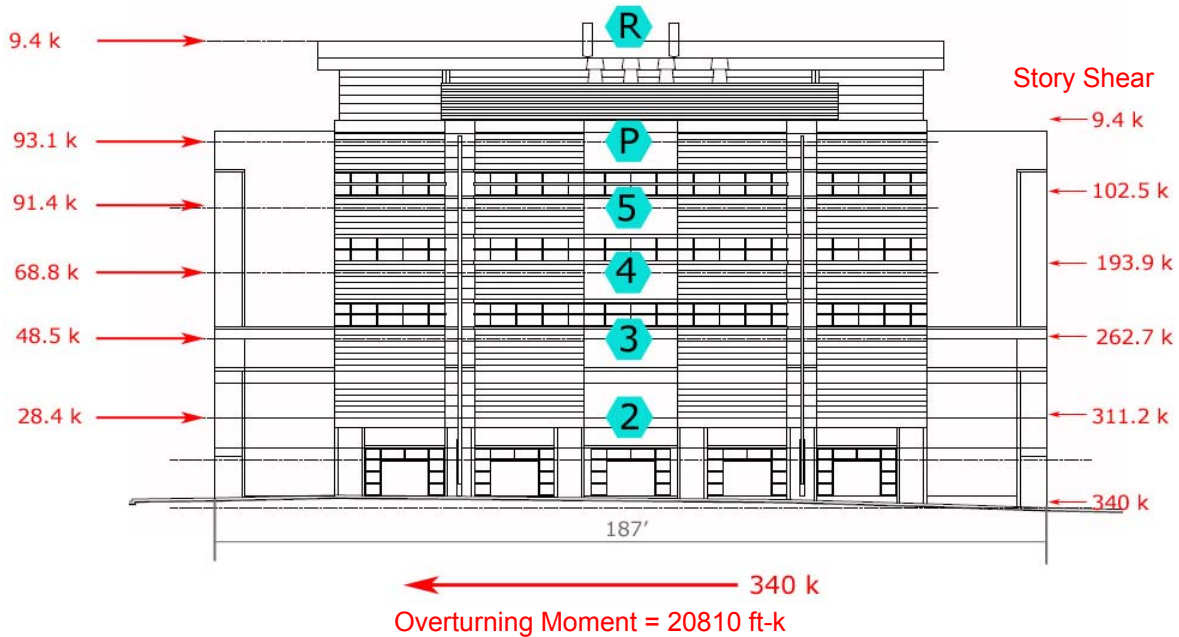 R
9.4 k
Story Shear
9.4 k
93.1 k
P
102.5 k
91.4 k
5
193.9 k
68.8 k
4
262.7 k
48.5 k
3
311.2 k
28.4 k
2
340 k
187'
340 k
Overturning Moment = 20810 ft-k